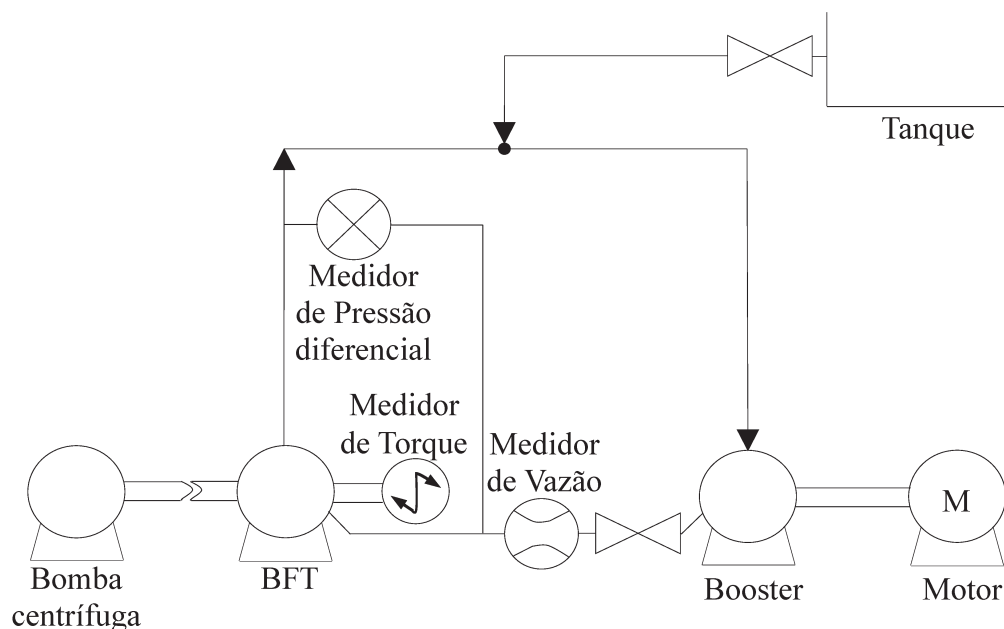 Tanque
Medidor
de Pressão
diferencial
Medidor
de Torque
Medidor
de Vazão
M
Bomba
centrífuga
BFT
Booster
Motor